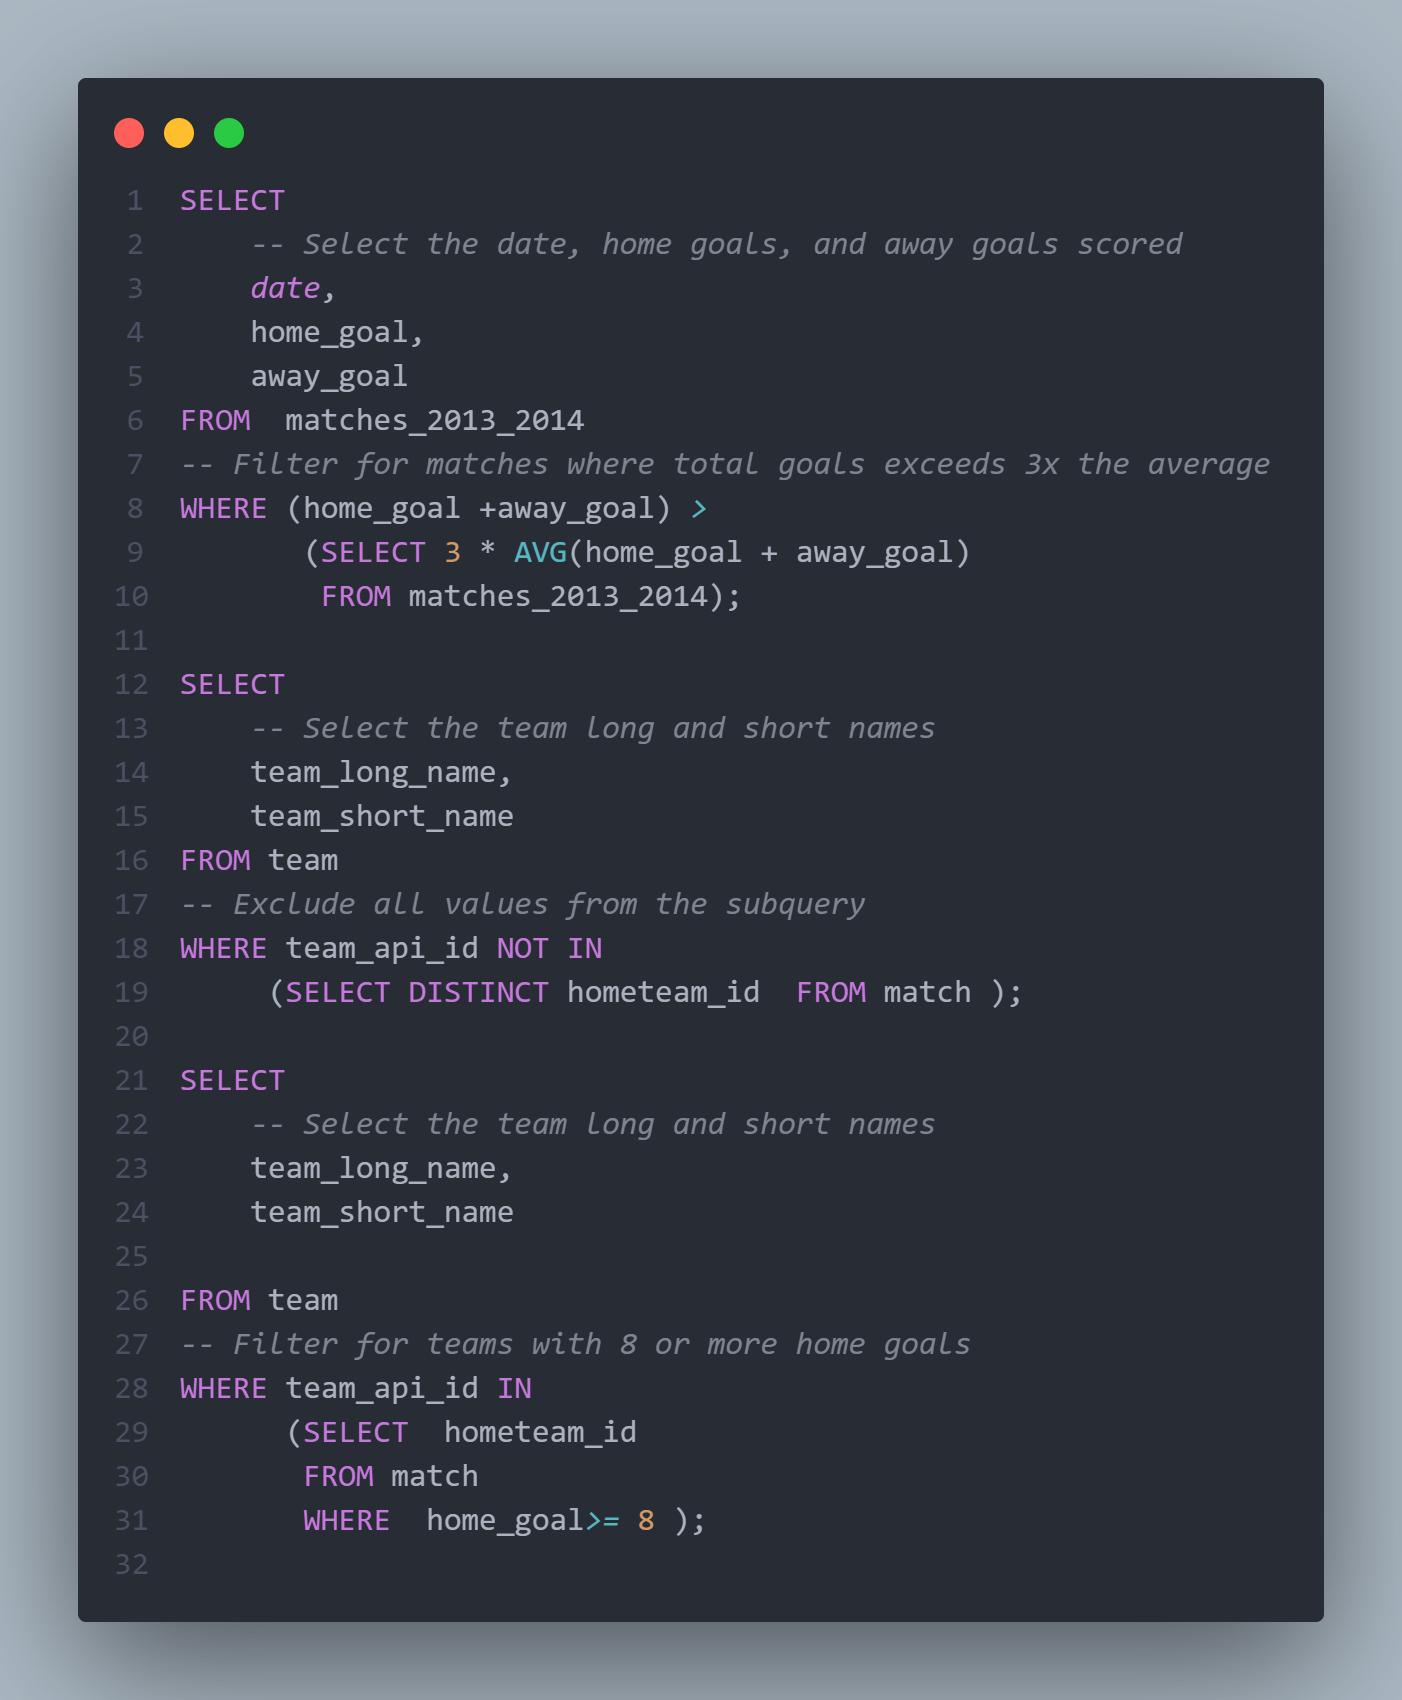 1 SELECT
2     -- Select the date, home goals, and away goals scored
3     date,
4     home_goal,
5     away_goal
6 FROM  matches_2013_2014
7 -- Filter for matches where total goals exceeds 3x the average
8 WHERE (home_goal +away_goal) >
9        (SELECT 3 * AVG(home_goal + away_goal)
10         FROM matches_2013_2014);
11
12 SELECT
13     -- Select the team long and short names
14     team_long_name,
15     team_short_name
16 FROM team
17 -- Exclude all values from the subquery
18 WHERE team_api_id NOT IN
19      (SELECT DISTINCT hometeam_id  FROM match );
20
21 SELECT
22     -- Select the team long and short names
23     team_long_name,
24     team_short_name
25
26 FROM team
27 -- Filter for teams with 8 or more home goals
28 WHERE team_api_id IN
29       (SELECT  hometeam_id
30        FROM match
31        WHERE  home_goal>= 8 );
32